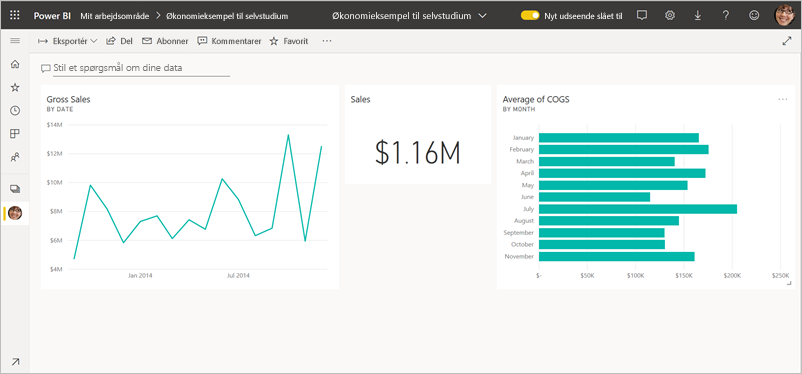 Power BI Mit arbejdsområde > Økonomieksempel til selvstudium Økonomieksempel til selvstudium Nyt udseende slået til
Eksportér Del Abonner Kommentarer Favorit ...
Stil et spørgsmål om dine data
Gross Sales
BY DATE
$14M
$12M
$10M
$8M
$6M
$4M
Jan 2014 Jul 2014
Sales
$1.16M
Average of COGS
BY MONTH
January
February
March
April
May
June
July
August
September
October
November
$- $50K $100K $150K $200K $250K